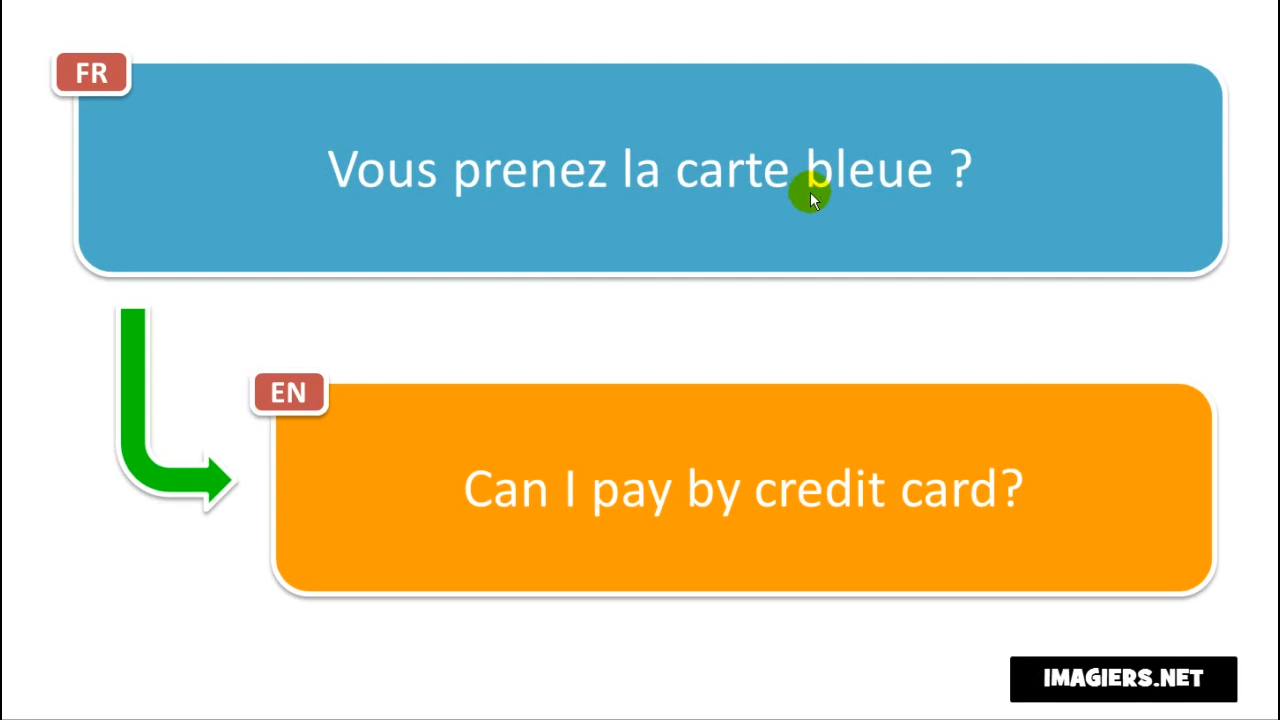 FR
Vous prenez la carte bleue ?
EN
Can I pay by credit card?
IMAGIERS.NET